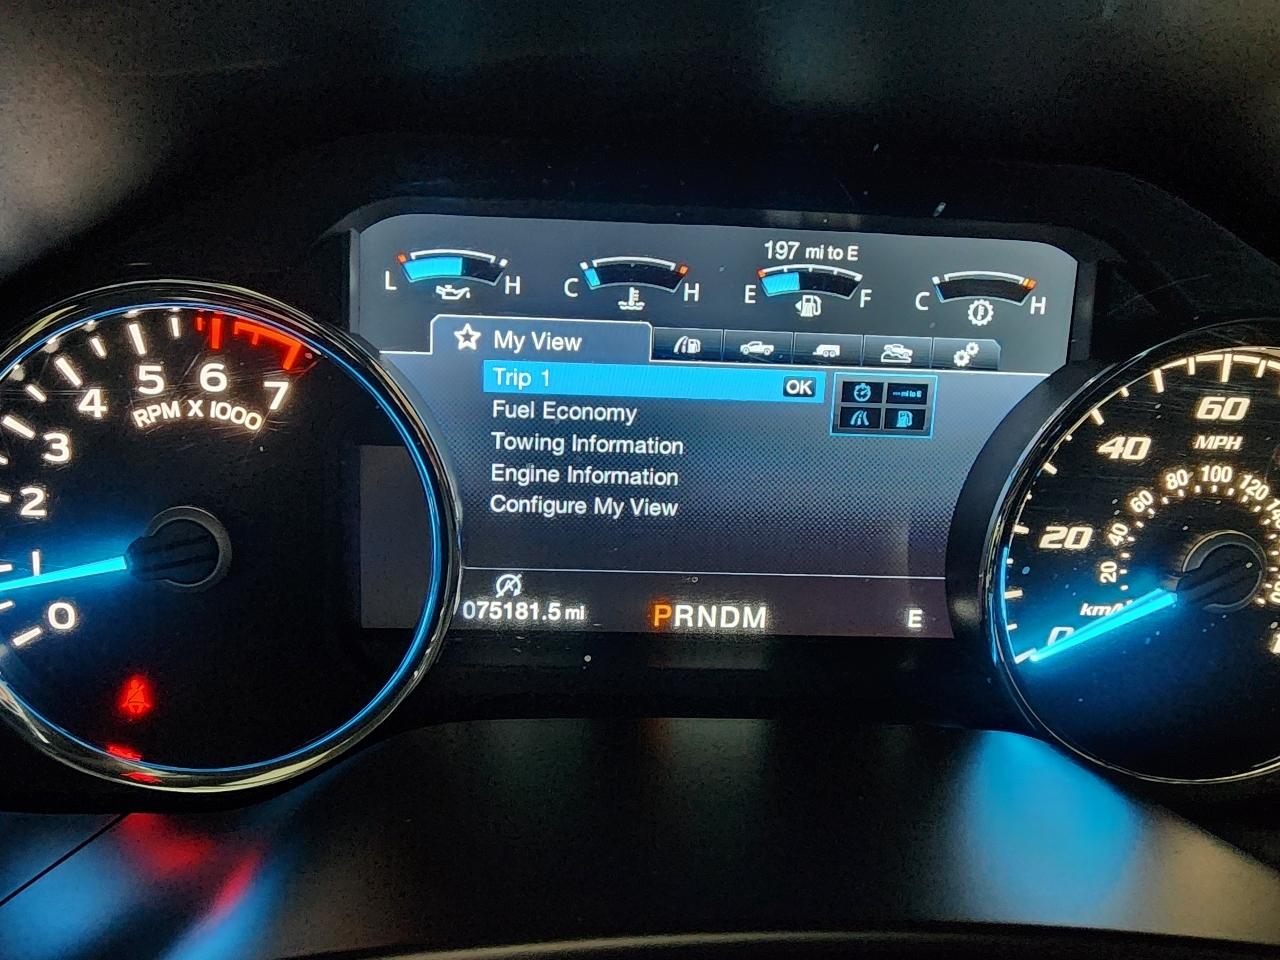 197 mi to E
L H
C H
E F
C H
My View
Trip 1 OK
Fuel Economy
Towing Information
Engine Information
Configure My View
075181.5 mi
PRNDM
E
0
1
2
3
4
5
6
7
RPM X 1000
0
20
40
60
MPH
20
40
60
80
100
120